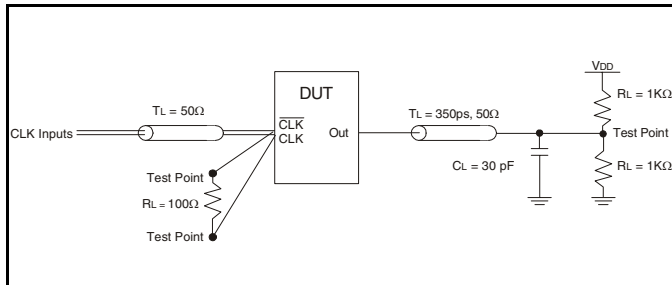 VDD
RL = 1KΩ
DUT
TL = 50Ω
TL = 350ps, 50Ω
CLK Inputs
CLK
CLK
Out
Test Point
CL = 30 pF
RL = 1KΩ
Test Point
RL = 100Ω
Test Point